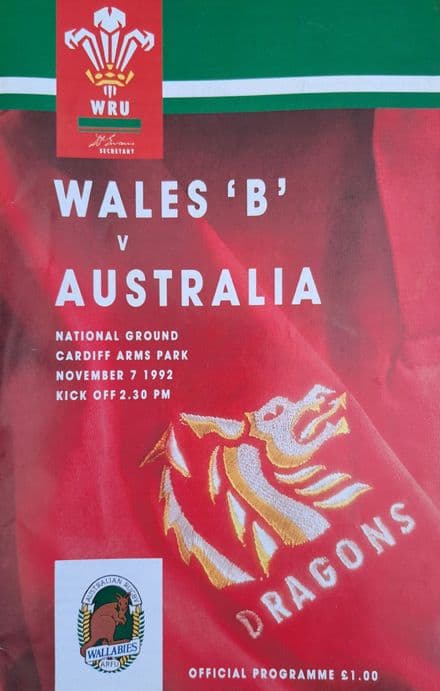 WRU
SECRETARY
WALES 'B'
V
AUSTRALIA
NATIONAL GROUND
CARDIFF ARMS PARK
NOVEMBER 7 1992
KICK OFF 2.30 PM
DRAGONS
AUSTRALIAN RUGBY
WALLABIES
ARFU
OFFICIAL PROGRAMME £1.00